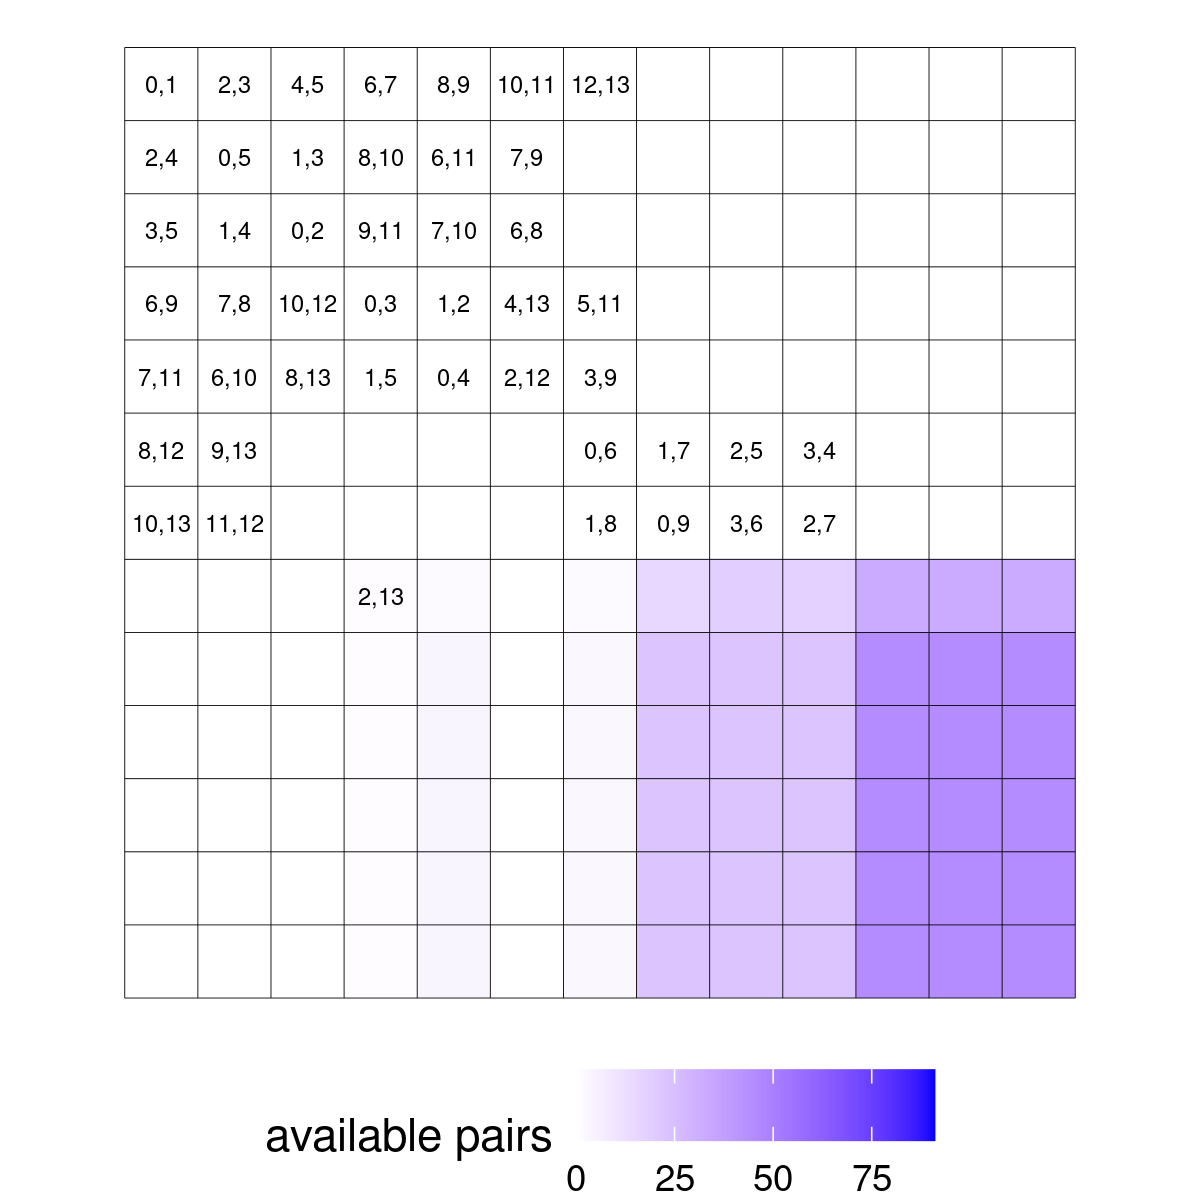 0,1 2,3 4,5 6,7 8,9 10,11 12,13
2,4 0,5 1,3 8,10 6,11 7,9
3,5 1,4 0,2 9,11 7,10 6,8
6,9 7,8 10,12 0,3 1,2 4,13 5,11
7,11 6,10 8,13 1,5 0,4 2,12 3,9
8,12 9,13 0,6 1,7 2,5 3,4
10,13 11,12 1,8 0,9 3,6 2,7
2,13
available pairs
0 25 50 75